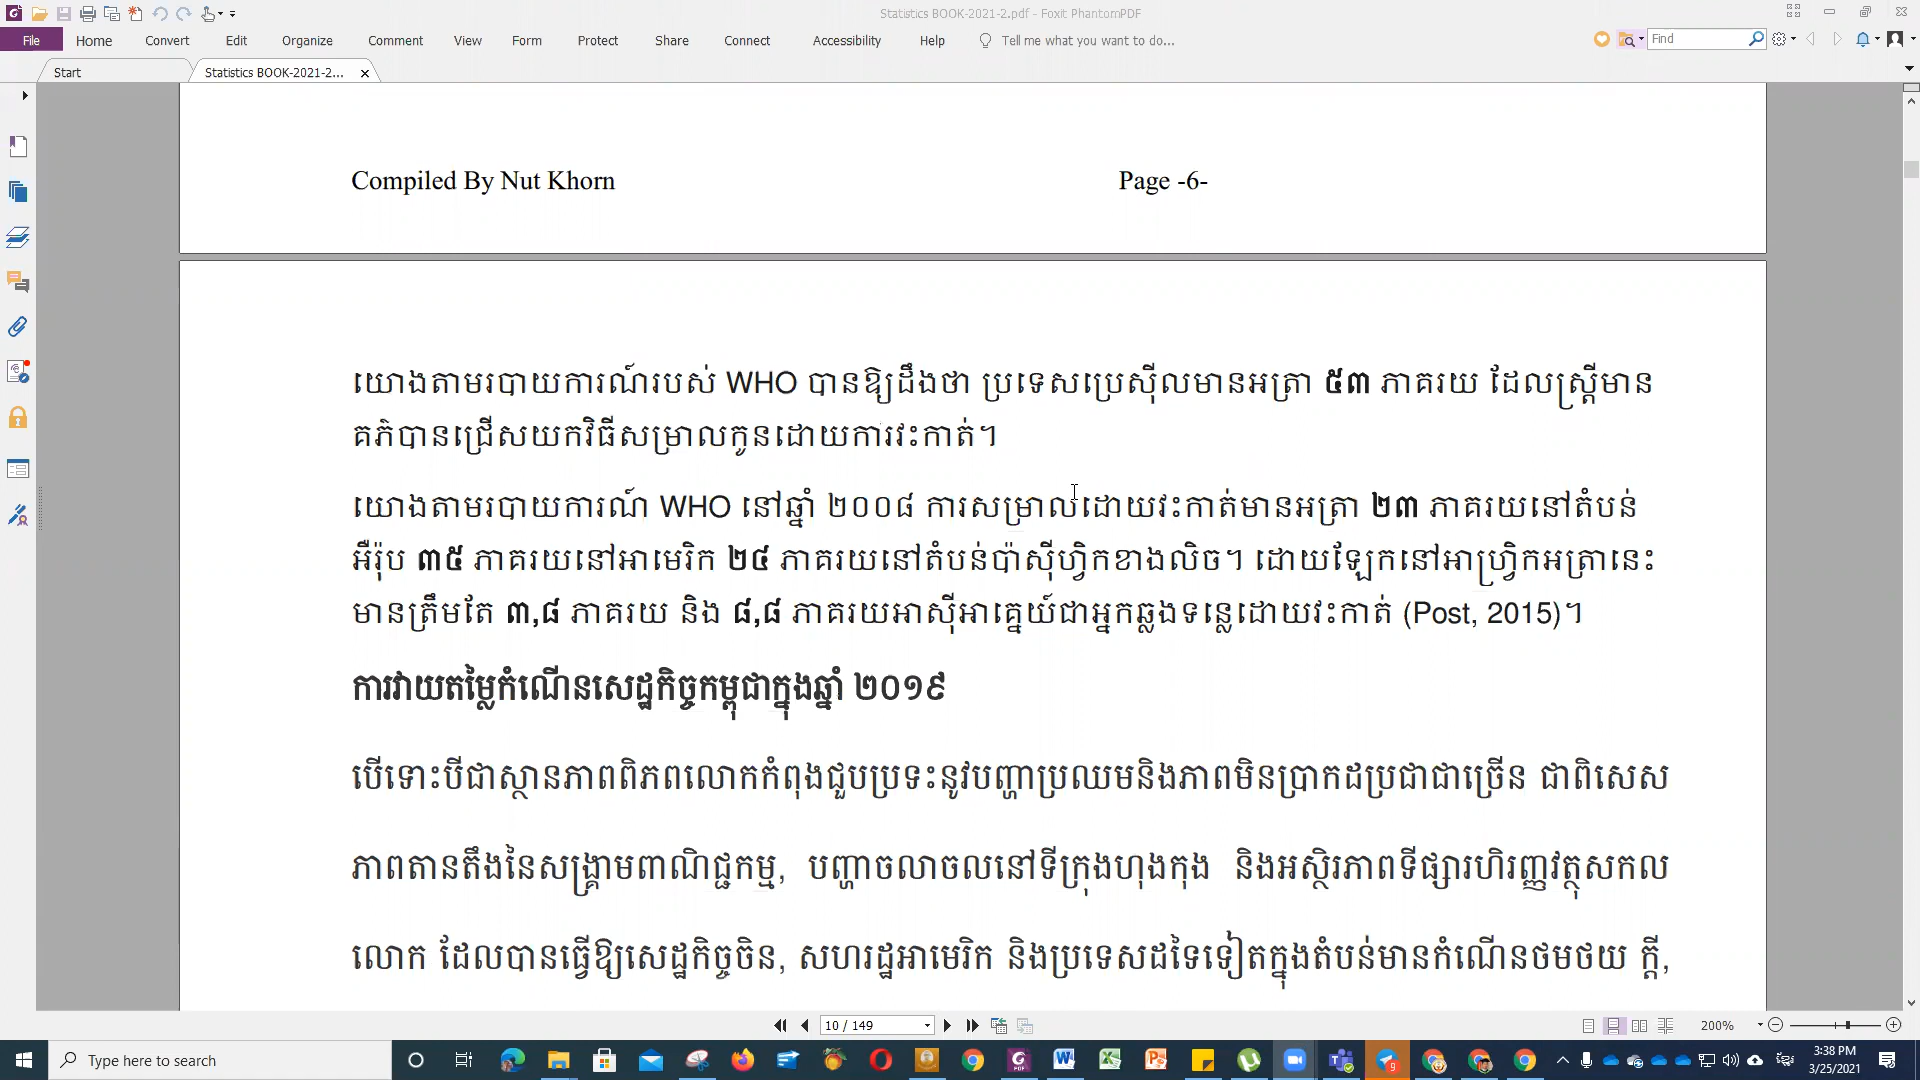 Statistics BOOK-2021-2.pdf - Foxit PhantomPDF
File Home Convert Edit Organize Comment View Form Protect Share Connect Accessibility Help Tell me what you want to do... Find
Start Statistics BOOK-2021-2...
Compiled By Nut Khorn Page -6-
យោងតាមរបាយការណ៍របស់ WHO បានឱ្យដឹងថា ប្រទេសប្រេស៊ីលមានអត្រា ៥៣ ភាគរយ ដែលស្ត្រីមាន
គភ៌បានជ្រើសយកវិធីសម្រាលកូនដោយការវះកាត់។
យោងតាមរបាយការណ៍ WHO នៅឆ្នាំ ២០០៨ ការសម្រាលដោយវះកាត់មានអត្រា ២៣ ភាគរយនៅតំបន់
អឺរ៉ុប ៣៥ ភាគរយនៅអាមេរិក ២៤ ភាគរយនៅតំបន់ប៉ាស៊ីហ្វិកខាងលិច។ ដោយឡែកនៅអាហ្វ្រិកអត្រានេះ
មានត្រឹមតែ ៣,៨ ភាគរយ និង ៨,៨ ភាគរយអាស៊ីអាគ្នេយ៍ជាអ្នកឆ្លងទន្លេដោយវះកាត់ (Post, 2015)។
ការវាយតម្លៃកំណើនសេដ្ឋកិច្ចកម្ពុជាក្នុងឆ្នាំ ២០១៩
បើទោះបីជាស្ថានភាពពិភពលោកកំពុងជួបប្រទះនូវបញ្ហាប្រឈមនិងភាពមិនប្រាកដប្រជាជាច្រើន ជាពិសេស
ភាពតានតឹងនៃសង្គ្រាមពាណិជ្ជកម្ម, បញ្ហាចលាចលនៅទីក្រុងហុងកុង និងអស្ថិរភាពទីផ្សារហិរញ្ញវត្ថុសកល
លោក ដែលបានធ្វើឱ្យសេដ្ឋកិច្ចចិន, សហរដ្ឋអាមេរិក និងប្រទេសដទៃទៀតក្នុងតំបន់មានកំណើនថមថយ ក្ដី,
10 / 149 200%
Type here to search 9 3:38 PM
3/25/2021